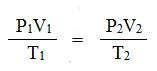 P₁V₁ / T₁ = P₂V₂ / T₂